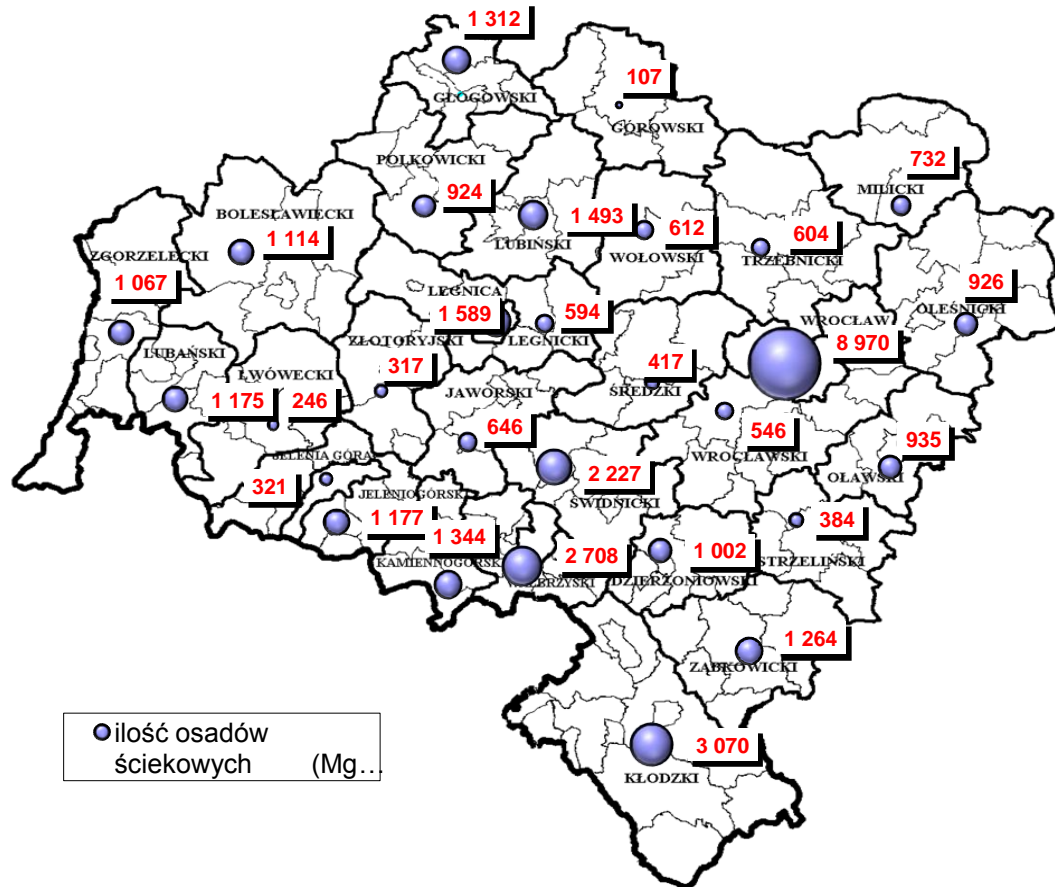 1 312
GŁOGOWSKI
107
GÓROWSKI
POLKOWICKI
924
732
MILICKI
BOLESŁAWIECKI
1 114
1 493
LUBIŃSKI
612
WOŁOWSKI
604
TRZEBNICKI
ZGORZELECKI
1 067
926
OLEŚNICKI
LEGNICA
1 589
594
LEGNICKI
WROCŁAW
8 970
ZŁOTORYJSKI
317
LUBAŃSKI
1 175
LWÓWECKI
246
417
ŚREDZKI
JAWORSKI
646
546
WROCŁAWSKI
935
OŁAWSKI
JELENIA GÓRA
321
2 227
ŚWIDNICKI
1 177
1 344
384
STRZELIŃSKI
2 708
1 002
DZIERŻONIOWSKI
1 264
ZĄBKOWICKI
3 070
KŁODZKI
ilość osadów
ściekowych (Mg…